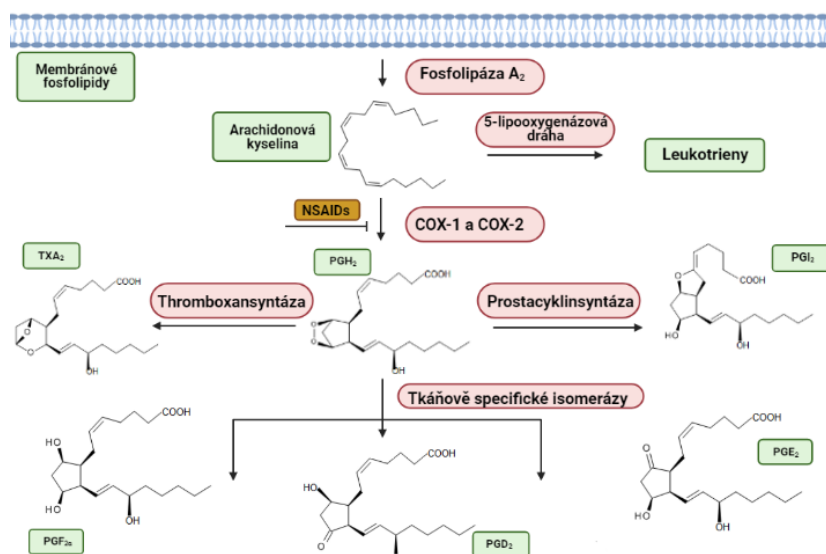 Membránové
fosfolipidy
Fosfolipáza A₂
Arachidonová
kyselina
5-lipooxygenázová
dráha
Leukotrieny
NSAIDs
COX-1 a COX-2
TXA₂
COOH
O
O
OH
Thromboxansyntáza
PGH₂
COOH
O
O
OH
Prostacyklinsyntáza
PGI₂
O
COOH
HO
OH
Tkáňově specifické isomerázy
COOH
HO
HO
OH
PGF₂α
COOH
HO
O
PGD₂
COOH
O
HO
OH
PGE₂